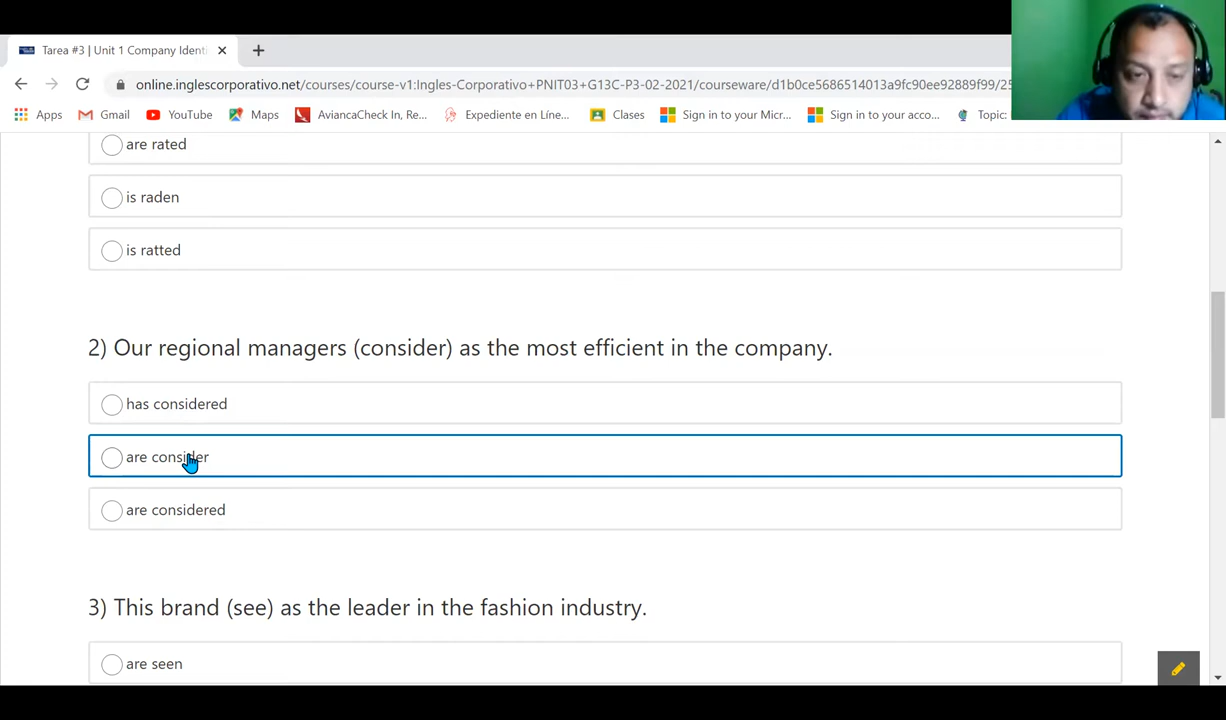 Tarea #3 | Unit 1 Company Identi
online.inglescorporativo.net/courses/course-v1:Ingles-Corporativo+PNIT03+G13C-P3-02-2021/courseware/d1b0ce5686514013a9fc90ee92889f99/25
Apps Gmail YouTube Maps AviancaCheck In, Re... Expediente en Líne... Clases Sign in to your Micr... Sign in to your acco... Topic:
are rated
is raden
is ratted
2) Our regional managers (consider) as the most efficient in the company.
has considered
are consider
are considered
3) This brand (see) as the leader in the fashion industry.
are seen